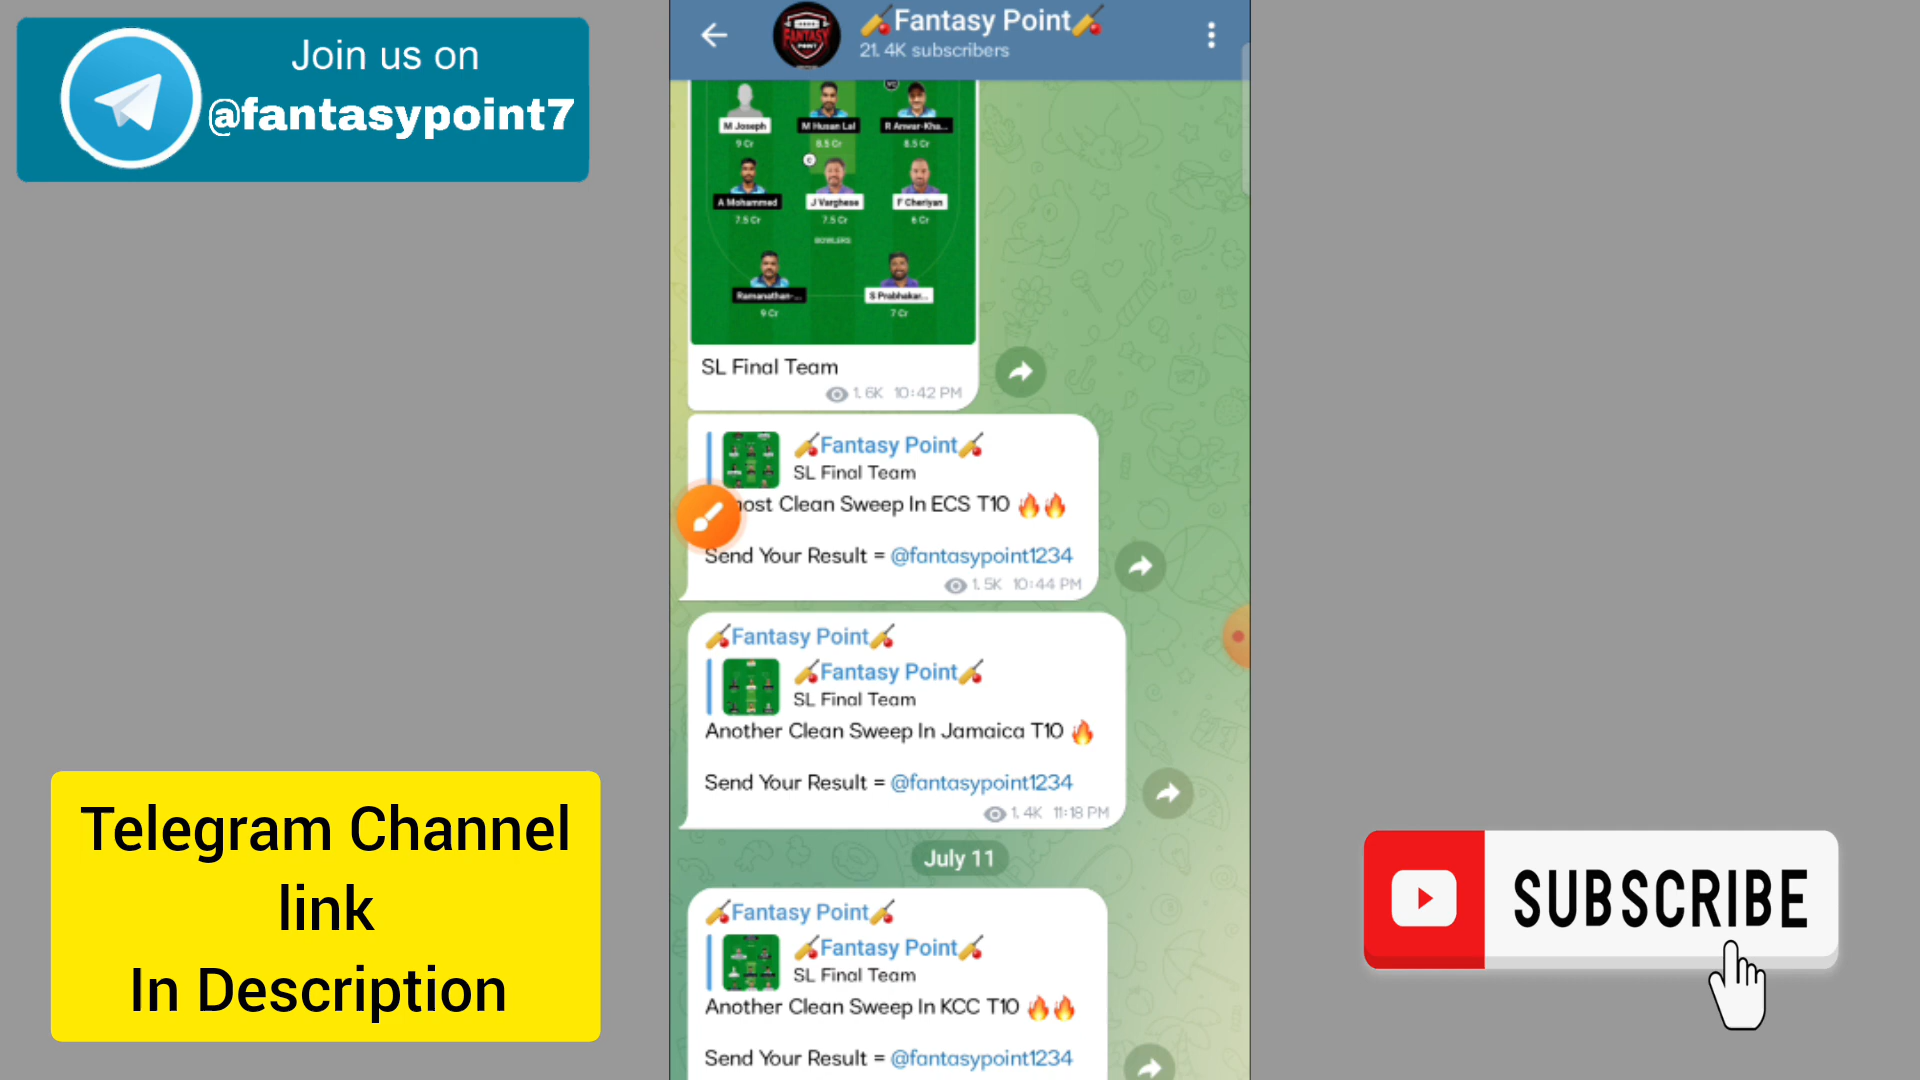 Join us on
@fantasypoint7
Fantasy Point
21.4K subscribers
M Joseph
M Husan Lal
R Anwar-Kha...
9 Cr
8.5 Cr
8.5 Cr
C
A Mohammed
J Varghese
F Cheriyan
7.5 Cr
7.5 Cr
6 Cr
BOWLERS
Ramanathan-...
S Prabhakar...
9 Cr
7 Cr
SL Final Team
1.6K 10:42 PM
Fantasy Point
SL Final Team
ost Clean Sweep In ECS T10
Send Your Result = @fantasypoint1234
1.5K 10:44 PM
Fantasy Point
Fantasy Point
SL Final Team
Another Clean Sweep In Jamaica T10
Send Your Result = @fantasypoint1234
1.4K 11:18 PM
July 11
Fantasy Point
Fantasy Point
SL Final Team
Another Clean Sweep In KCC T10
Send Your Result = @fantasypoint1234
Telegram Channel
link
In Description
SUBSCRIBE